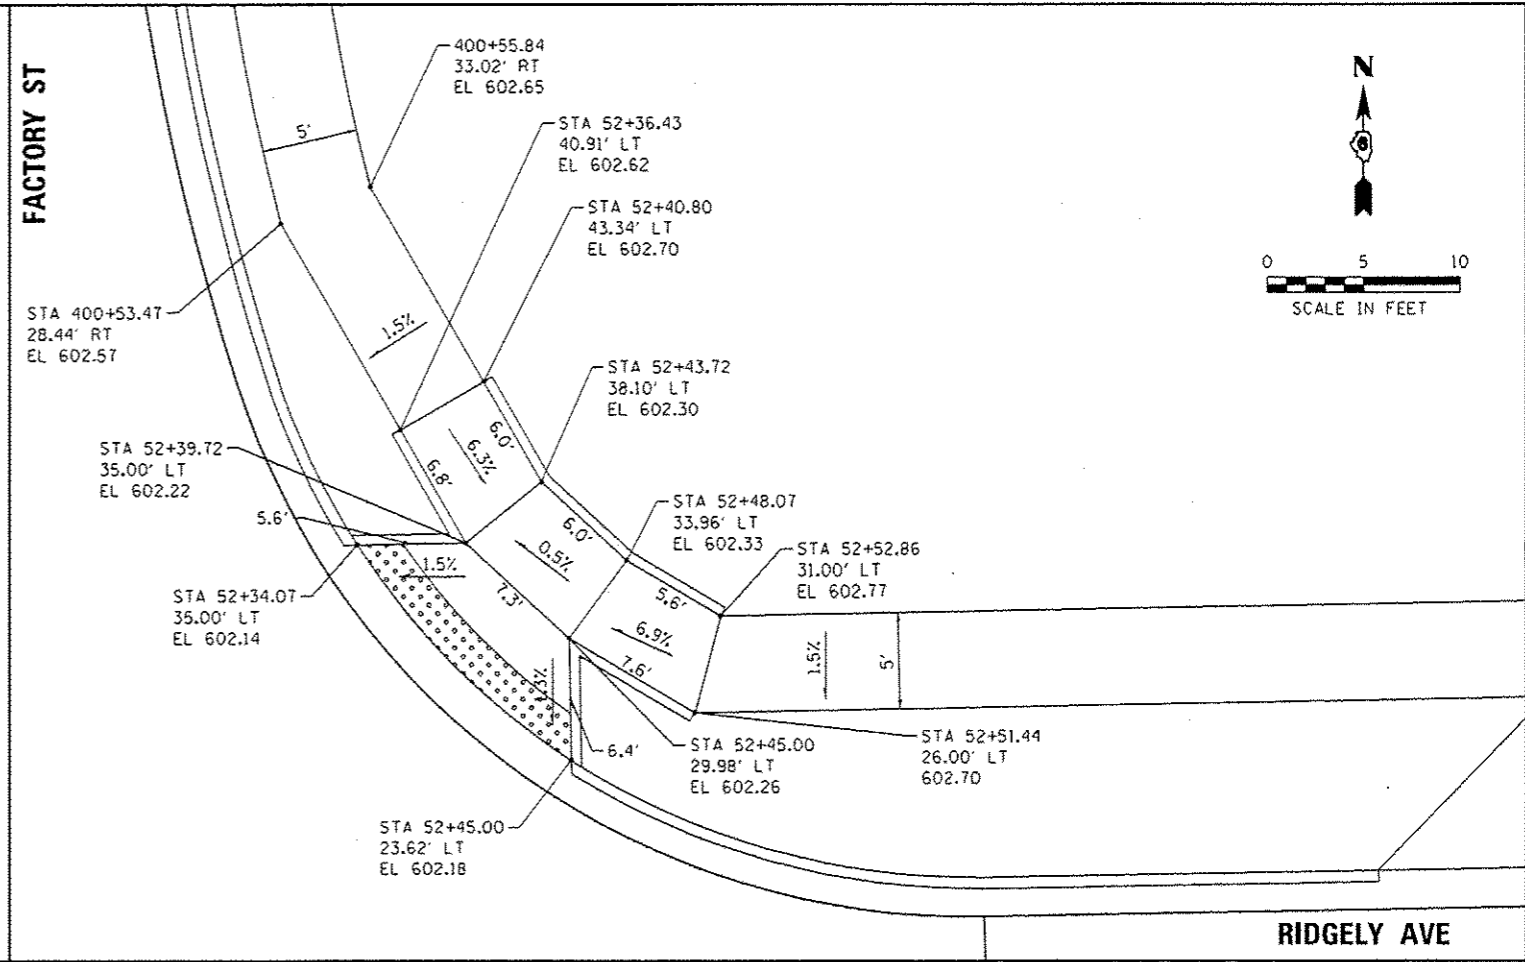 FACTORY ST
400+55.84
33.02' RT
EL 602.65
STA 52+36.43
40.91' LT
EL 602.62
STA 52+40.80
43.34' LT
EL 602.70
N
6
0 5 10
SCALE IN FEET
5'
STA 400+53.47
28.44' RT
EL 602.57
1.5%
STA 52+43.72
38.10' LT
EL 602.30
STA 52+39.72
35.00' LT
EL 602.22
6.0'
6.3%
6.8'
5.6'
STA 52+48.07
33.96' LT
EL 602.33
6.0'
0.5%
STA 52+52.86
31.00' LT
EL 602.77
1.5%
7.3'
5.6'
6.9%
7.6'
STA 52+34.07
35.00' LT
EL 602.14
1.5%
5'
6.4'
STA 52+45.00
29.98' LT
EL 602.26
STA 52+51.44
26.00' LT
602.70
STA 52+45.00
23.62' LT
EL 602.18
RIDGELY AVE